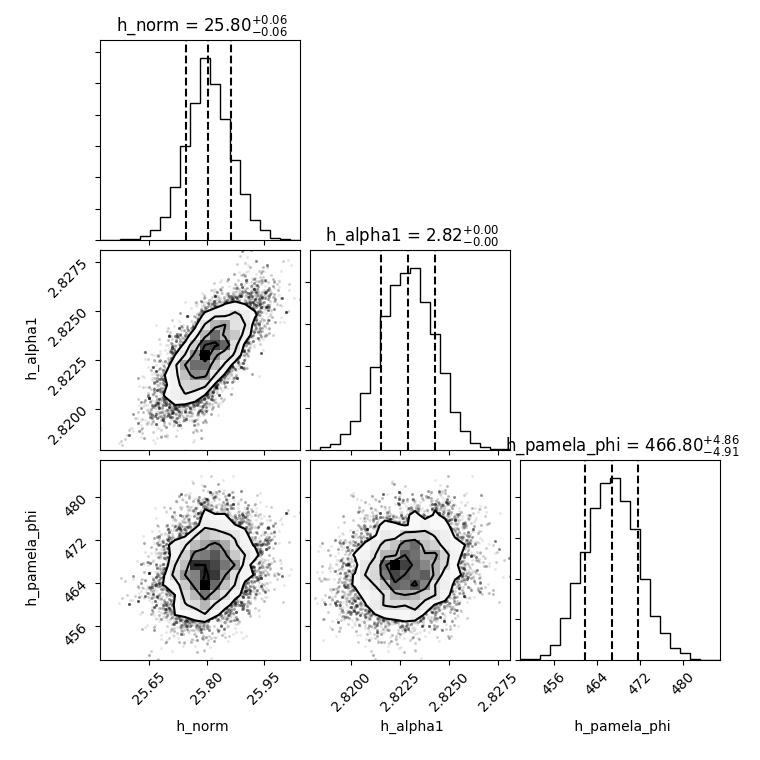 h_norm = 25.80+0.06−0.06
h_alpha1 = 2.82+0.00−0.00
h_pamela_phi = 466.80+4.86−4.91
2.8275
2.8250
2.8225
2.8200
h_alpha1
480
472
464
456
h_pamela_phi
25.65 25.80 25.95
2.8200 2.8225 2.8250 2.8275
456 464 472 480
h_norm
h_alpha1
h_pamela_phi